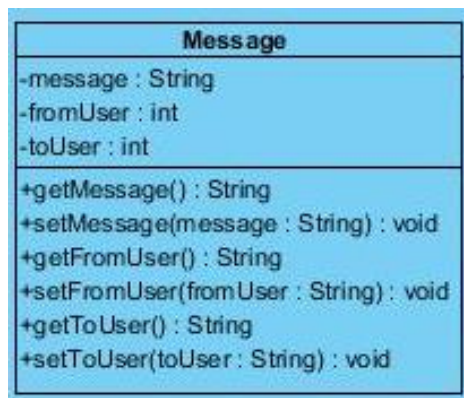 Message
-message : String
-fromUser : int
-toUser : int
+getMessage() : String
+setMessage(message : String) : void
+getFromUser() : String
+setFromUser(fromUser : String) : void
+getToUser() : String
+setToUser(toUser : String) : void